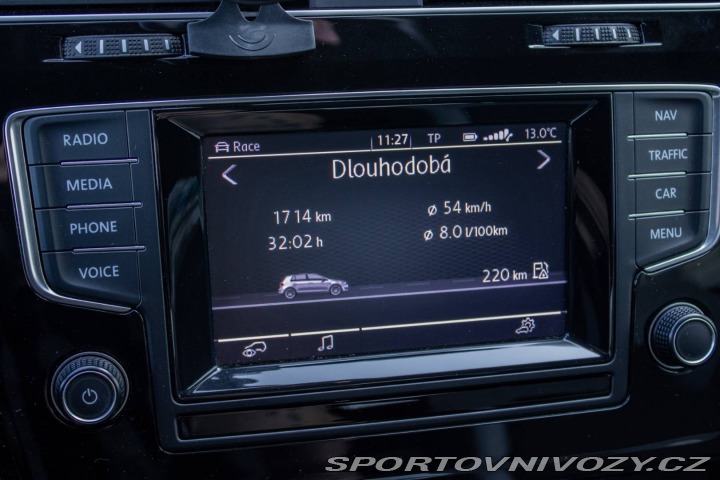 Race 11:27 TP 13.0°C
Dlouhodobá
1714 km ø 54 km/h
32:02 h ø 8.0 l/100km
220 km
RADIO
MEDIA
PHONE
VOICE
NAV
TRAFFIC
CAR
MENU
SPORTOVNIVOZY.CZ